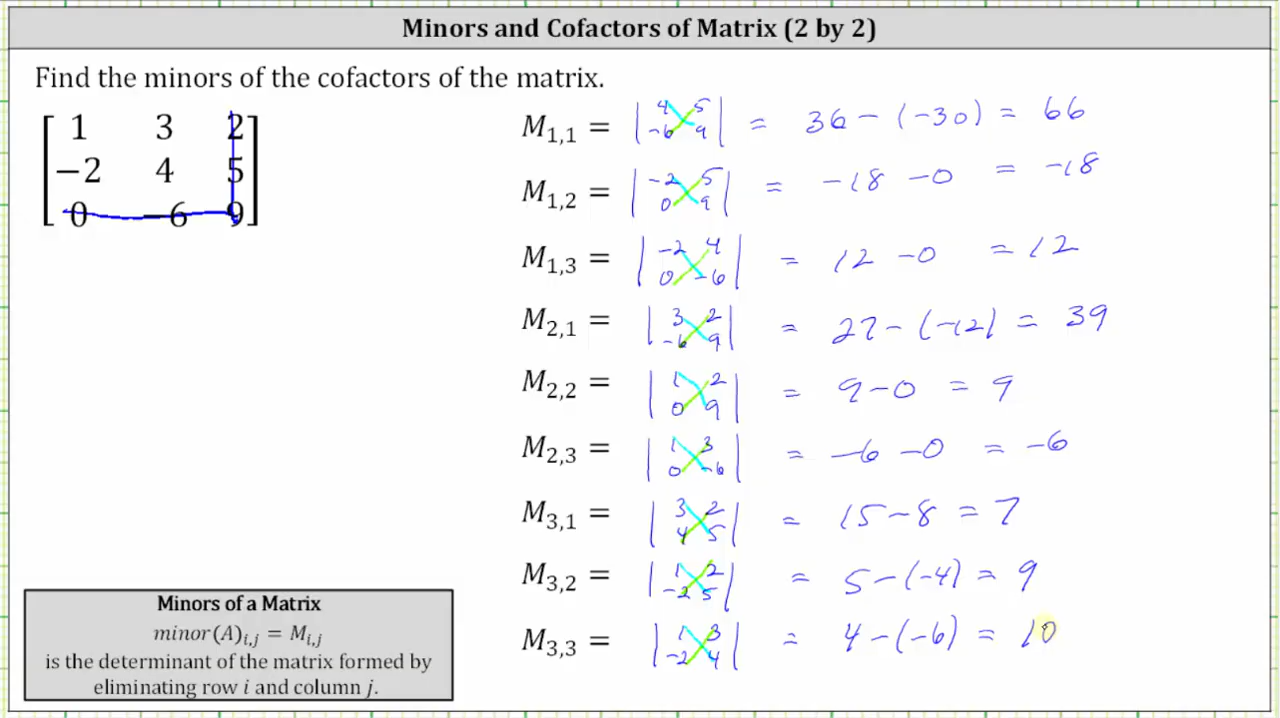 Minors and Cofactors of Matrix (2 by 2)
Find the minors of the cofactors of the matrix.
1 3 2
−2 4 5
0 −6 9
M1,1 = | 4 5 | = 36 − (−30) = 66
−6 9
M1,2 = | −2 5 | = −18 − 0 = −18
0 9
M1,3 = | −2 4 | = 12 − 0 = 12
0 −6
M2,1 = | 3 2 | = 27 − (−12) = 39
−6 9
M2,2 = | 1 2 | = 9 − 0 = 9
0 9
M2,3 = | 1 3 | = −6 − 0 = −6
0 −6
M3,1 = | 3 2 | = 15 − 8 = 7
4 5
M3,2 = | 1 2 | = 5 − (−4) = 9
−2 5
M3,3 = | 1 3 | = 4 − (−6) = 10
−2 4
Minors of a Matrix
minor(A)i,j = Mi,j
is the determinant of the matrix formed by
eliminating row i and column j.